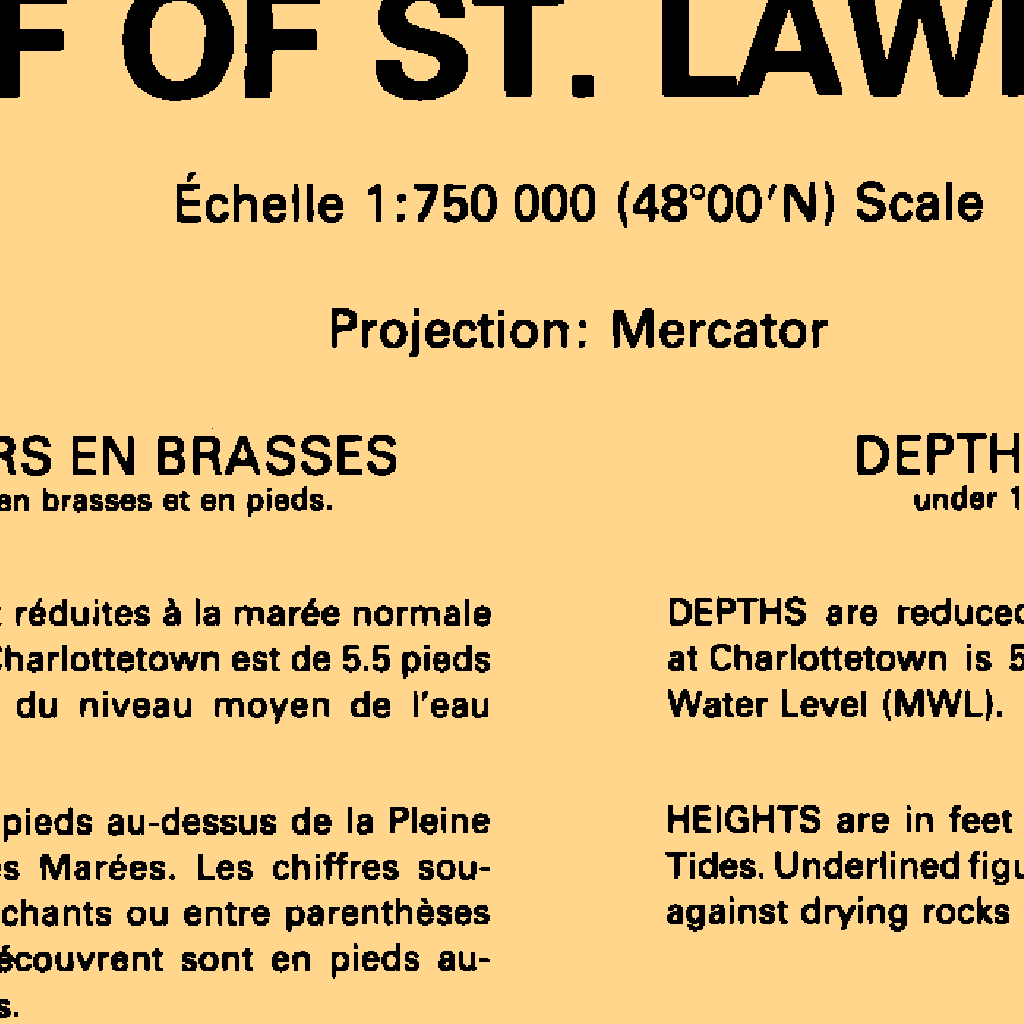 F OF ST. LAW
Échelle 1:750 000 (48°00′N) Scale
Projection: Mercator
RS EN BRASSES
en brasses et en pieds.
réduites à la marée normale
Charlottetown est de 5.5 pieds
du niveau moyen de l'eau
pieds au-dessus de la Pleine
es Marées. Les chiffres sou-
chants ou entre parenthèses
écouvrent sont en pieds au-
s.
DEPTH
under 1
DEPTHS are reduced
at Charlottetown is 5
Water Level (MWL).
HEIGHTS are in feet
Tides. Underlined figu
against drying rocks